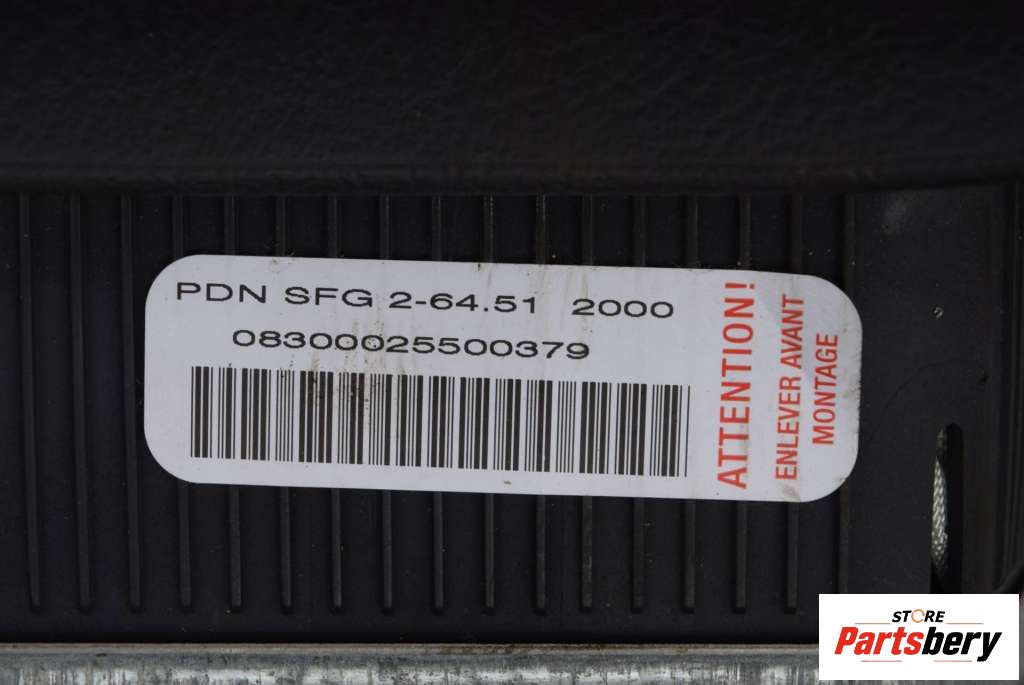 PDN SFG 2-64.51 2000
08300025500379
ATTENTION!
ENLEVER AVANT
MONTAGE
STORE
Partsbery